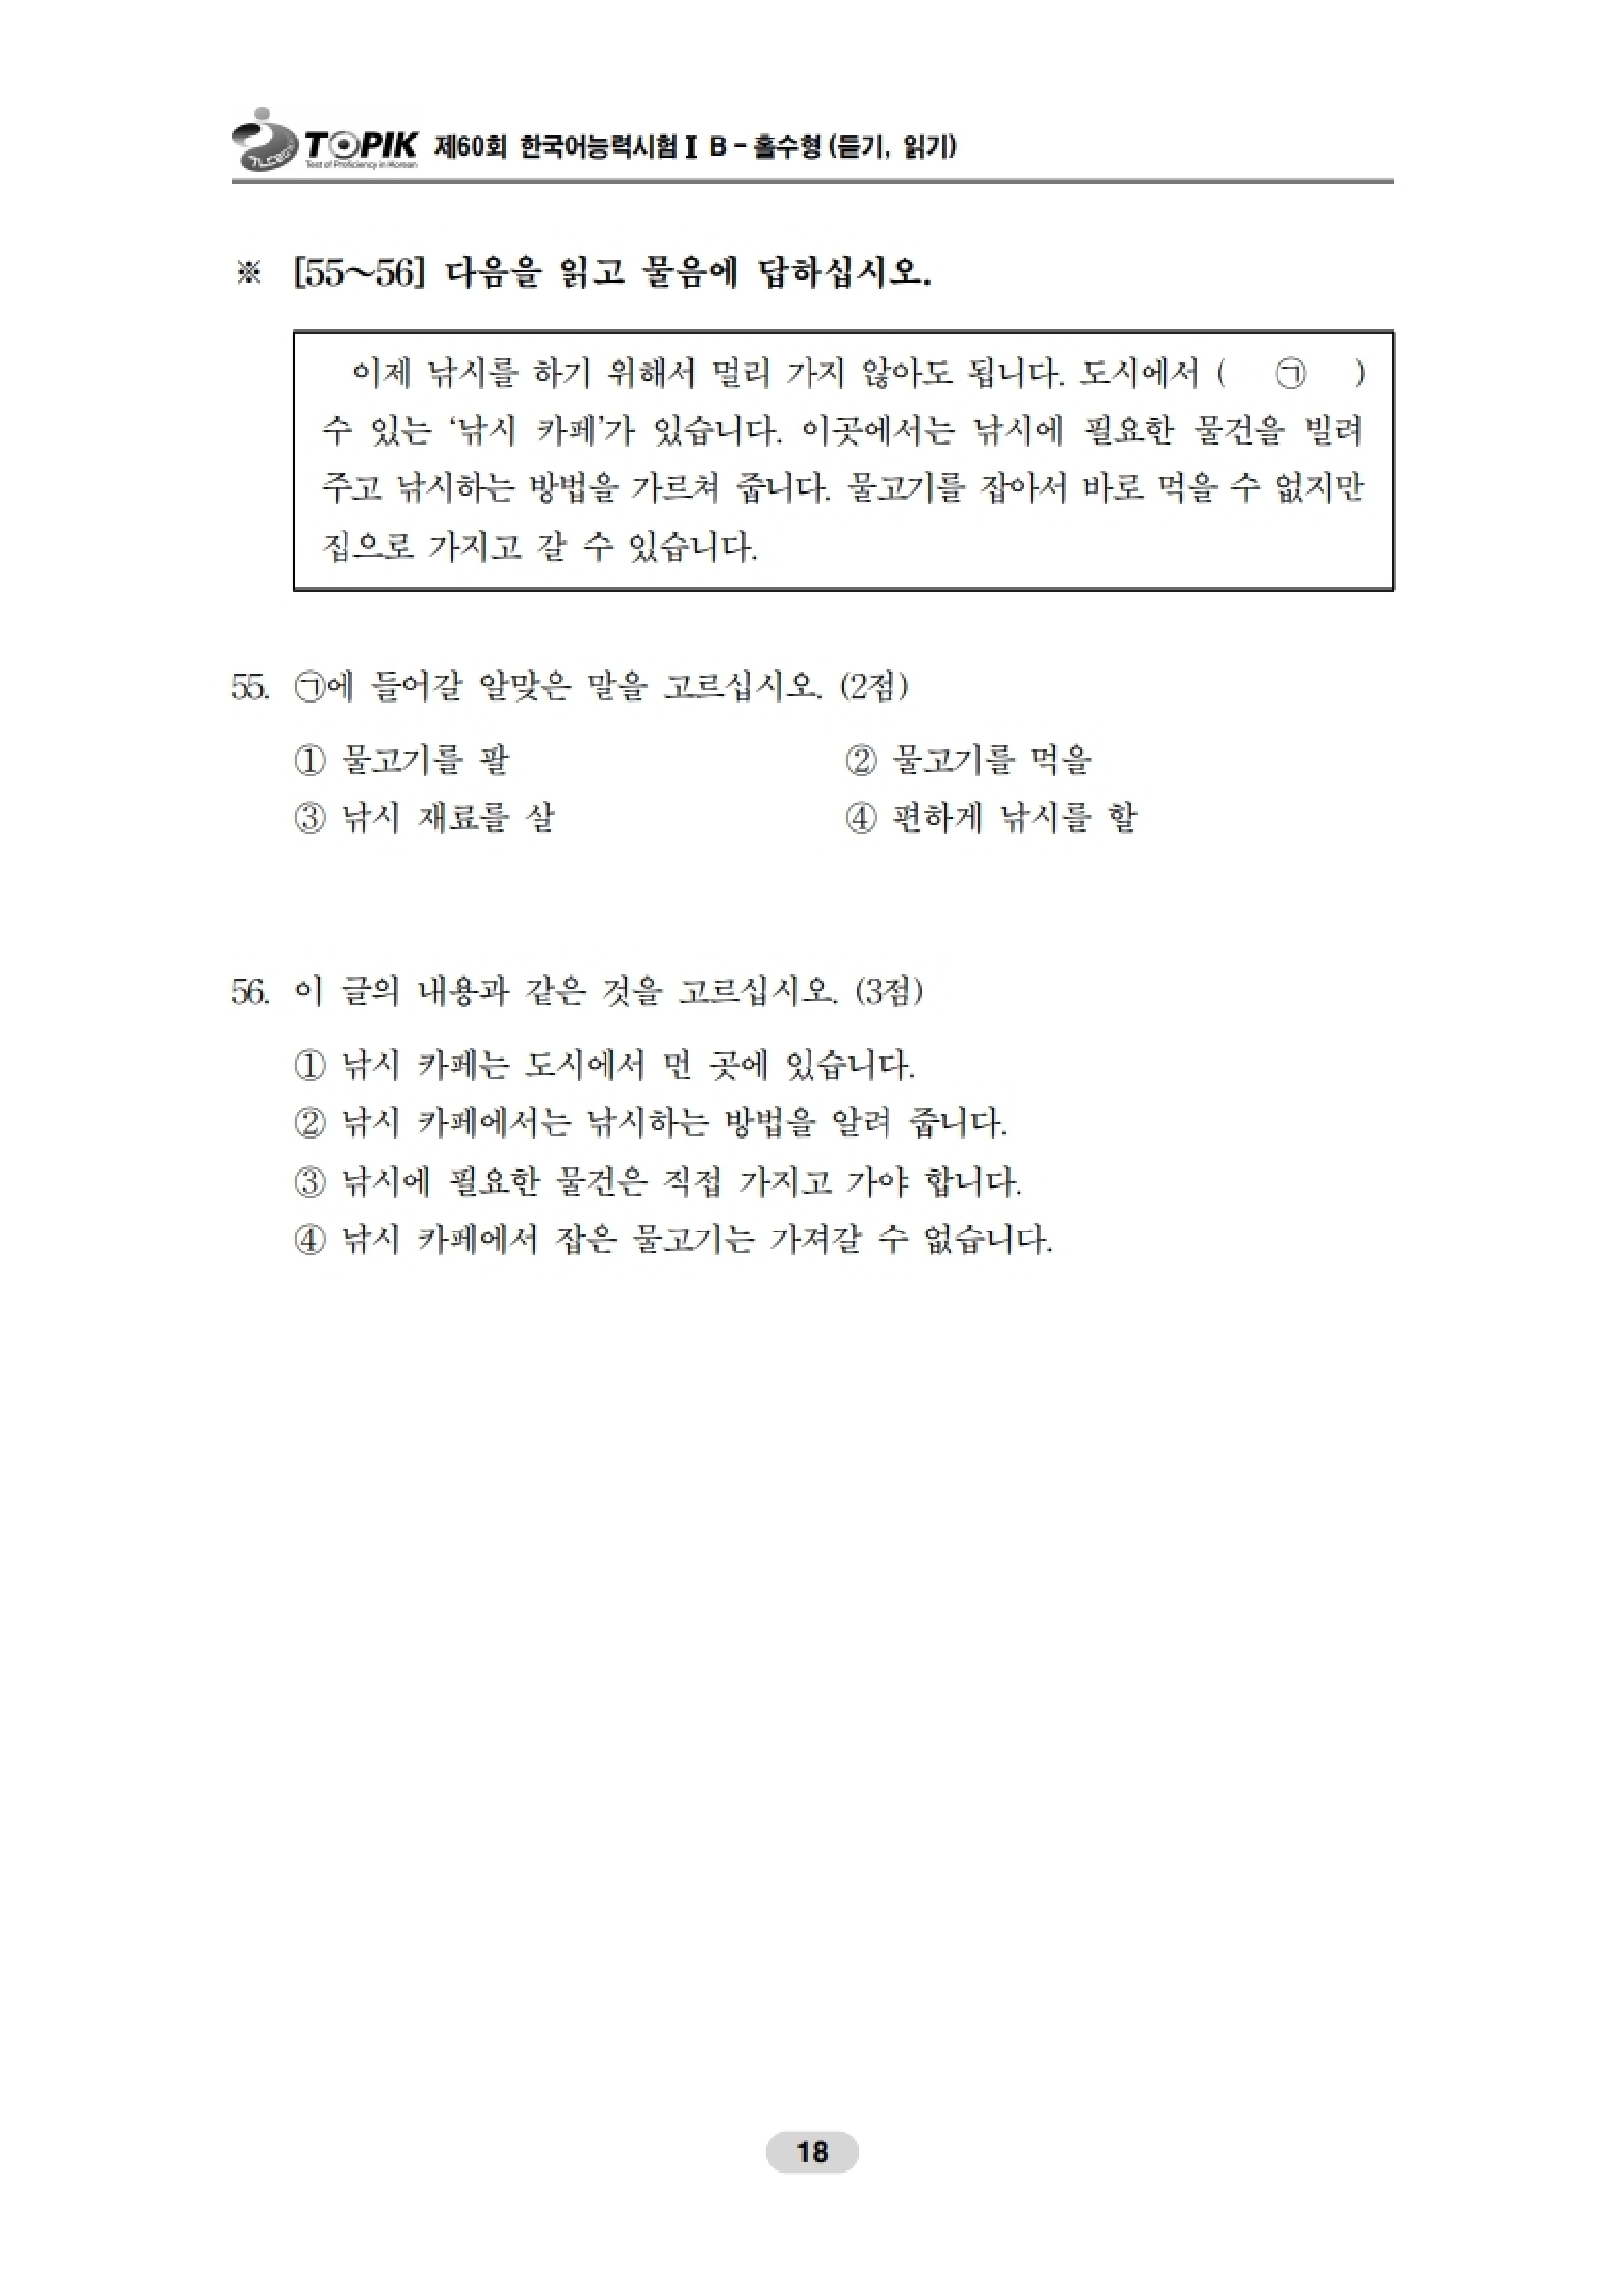 TOPIK 제60회 한국어능력시험 I B - 홀수형 (듣기, 읽기)
Test of Proficiency in Korean
※ [55~56] 다음을 읽고 물음에 답하십시오.
이제 낚시를 하기 위해서 멀리 가지 않아도 됩니다. 도시에서 ( ㉠ )
수 있는 ‘낚시 카페’가 있습니다. 이곳에서는 낚시에 필요한 물건을 빌려
주고 낚시하는 방법을 가르쳐 줍니다. 물고기를 잡아서 바로 먹을 수 없지만
집으로 가지고 갈 수 있습니다.
55. ㉠에 들어갈 알맞은 말을 고르십시오. (2점)
① 물고기를 팔 ② 물고기를 먹을
③ 낚시 재료를 살 ④ 편하게 낚시를 할
56. 이 글의 내용과 같은 것을 고르십시오. (3점)
① 낚시 카페는 도시에서 먼 곳에 있습니다.
② 낚시 카페에서는 낚시하는 방법을 알려 줍니다.
③ 낚시에 필요한 물건은 직접 가지고 가야 합니다.
④ 낚시 카페에서 잡은 물고기는 가져갈 수 없습니다.
18